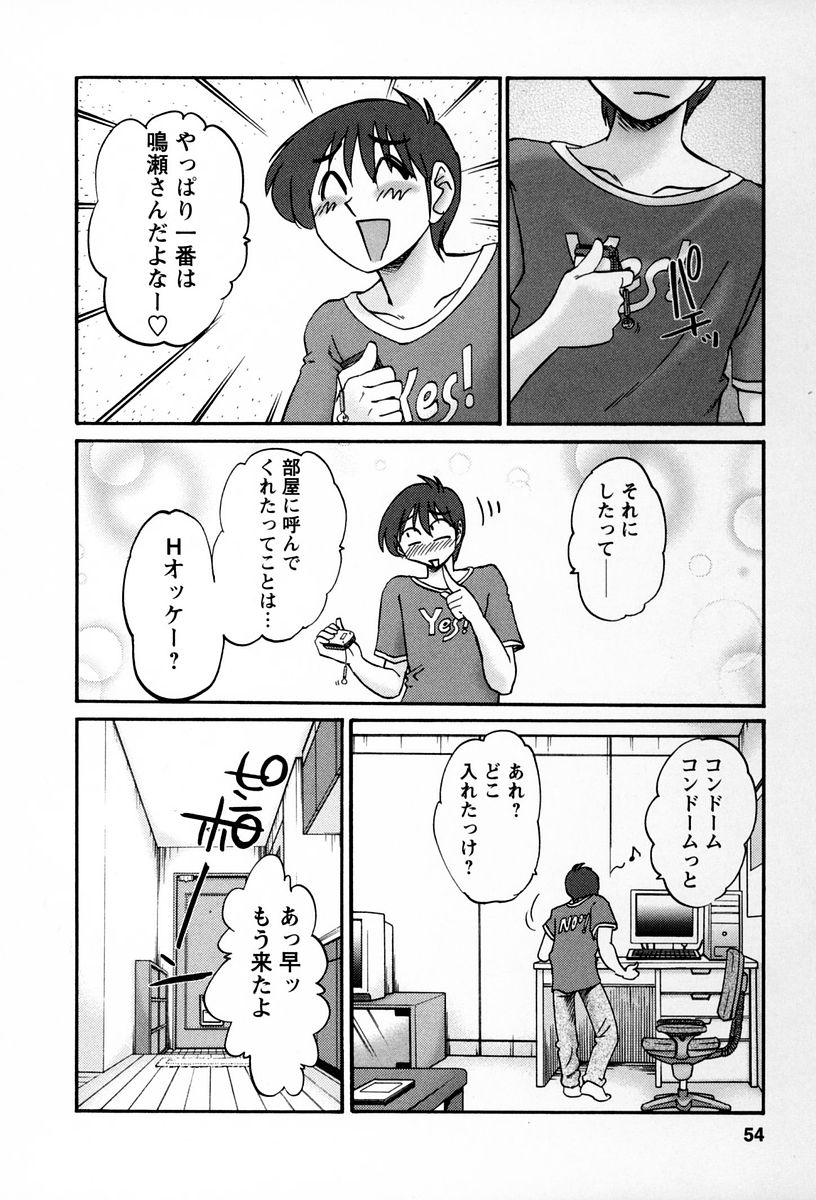 Yes!
パチッ
やっぱり一番は
鳴瀬さんだよなー♡
Yes!
それに
したって──
部屋に呼んで
くれたってことは…
Hオッケー?
Yes!
コンドーム
コンドームっと
♪
あれ?
どこ
入れたっけ?
NO!
ピンポ
あっ早ッ
もう来たよ
54